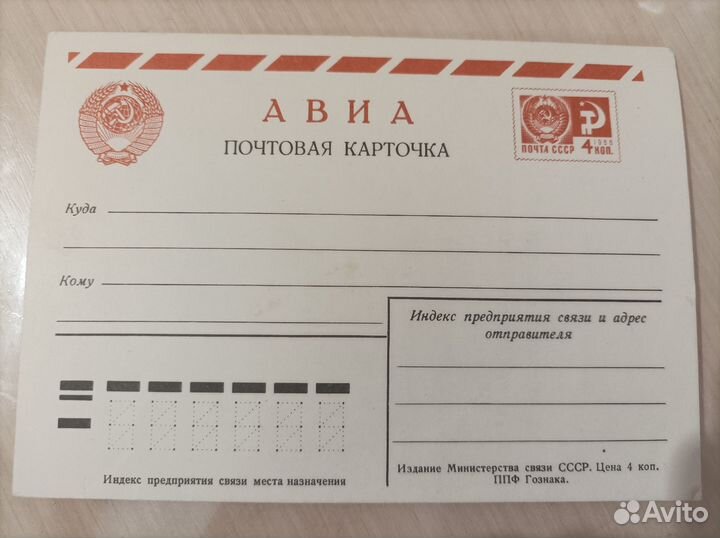 АВИА
ПОЧТОВАЯ КАРТОЧКА
1966
ПОЧТА СССР 4 КОП.
Куда
Кому
Индекс предприятия связи и адрес
отправителя
Индекс предприятия связи места назначения
Издание Министерства связи СССР. Цена 4 коп.
ППФ Гознака.
Avito